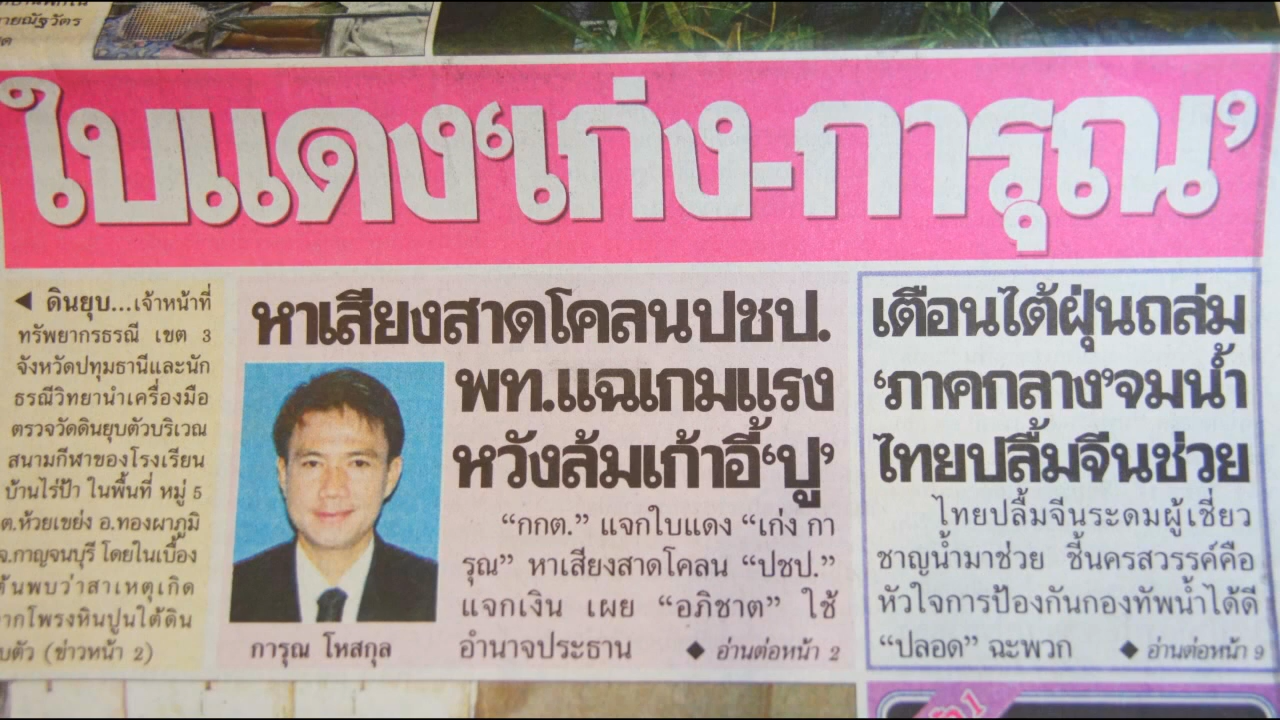 ายณัฐวัตร
ใบแดง‘เก่ง-การุณ’
◄ ดินยุบ...เจ้าหน้าที่
ทรัพยากรธรณี เขต 3
จังหวัดปทุมธานีและนัก
ธรณีวิทยานำเครื่องมือ
ตรวจวัดดินยุบตัวบริเวณ
สนามกีฬาของโรงเรียน
บ้านไร่ป้า ในพื้นที่ หมู่ 5
ต.ห้วยเขย่ง อ.ทองผาภูมิ
จ.กาญจนบุรี โดยในเบื้อง
ต้นพบว่าสาเหตุเกิด
ากโพรงหินปูนใต้ดิน
ุบตัว (ข่าวหน้า 2)
หาเสียงสาดโคลนปชป.
พท.แฉเกมแรง
หวังล้มเก้าอี้‘ปู’
“กกต.” แจกใบแดง “เก่ง กา
รุณ” หาเสียงสาดโคลน “ปชป.”
แจกเงิน เผย “อภิชาต” ใช้
อำนาจประธาน ◆ อ่านต่อหน้า 2
การุณ โหสกุล
เตือนไต้ฝุ่นถล่ม
‘ภาคกลาง’จมน้ำ
ไทยปลื้มจีนช่วย
ไทยปลื้มจีนระดมผู้เชี่ยว
ชาญน้ำมาช่วย ชี้นครสวรรค์คือ
หัวใจการป้องกันกองทัพน้ำได้ดี
“ปลอด” ฉะพวก ◆ อ่านต่อหน้า 9